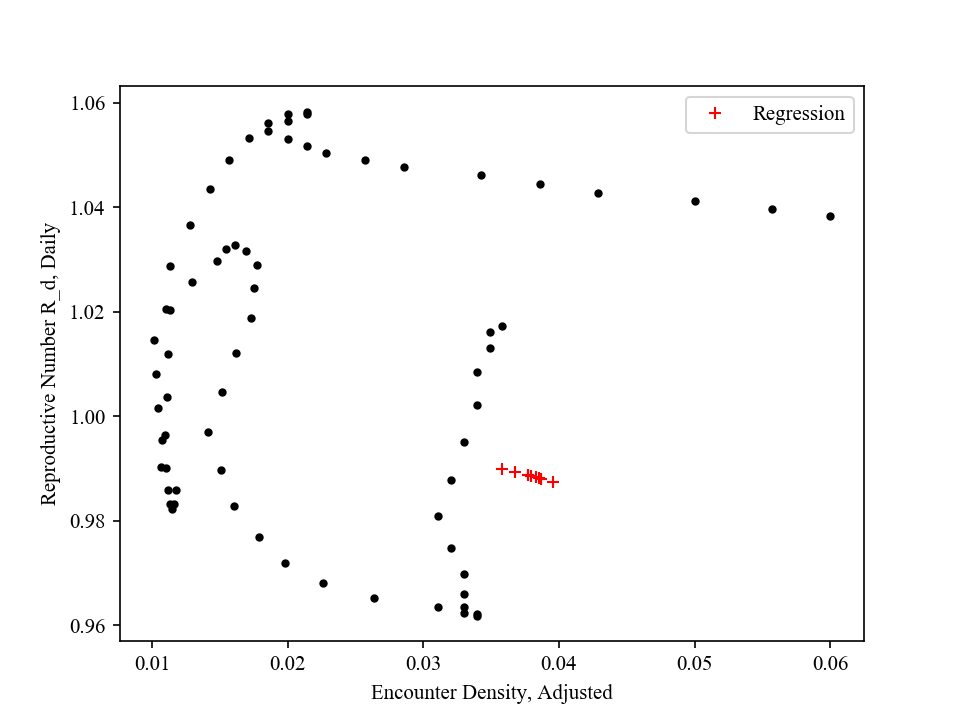 1.06
1.04
1.02
1.00
0.98
0.96
Reproductive Number R_d, Daily
Regression
0.01 0.02 0.03 0.04 0.05 0.06
Encounter Density, Adjusted